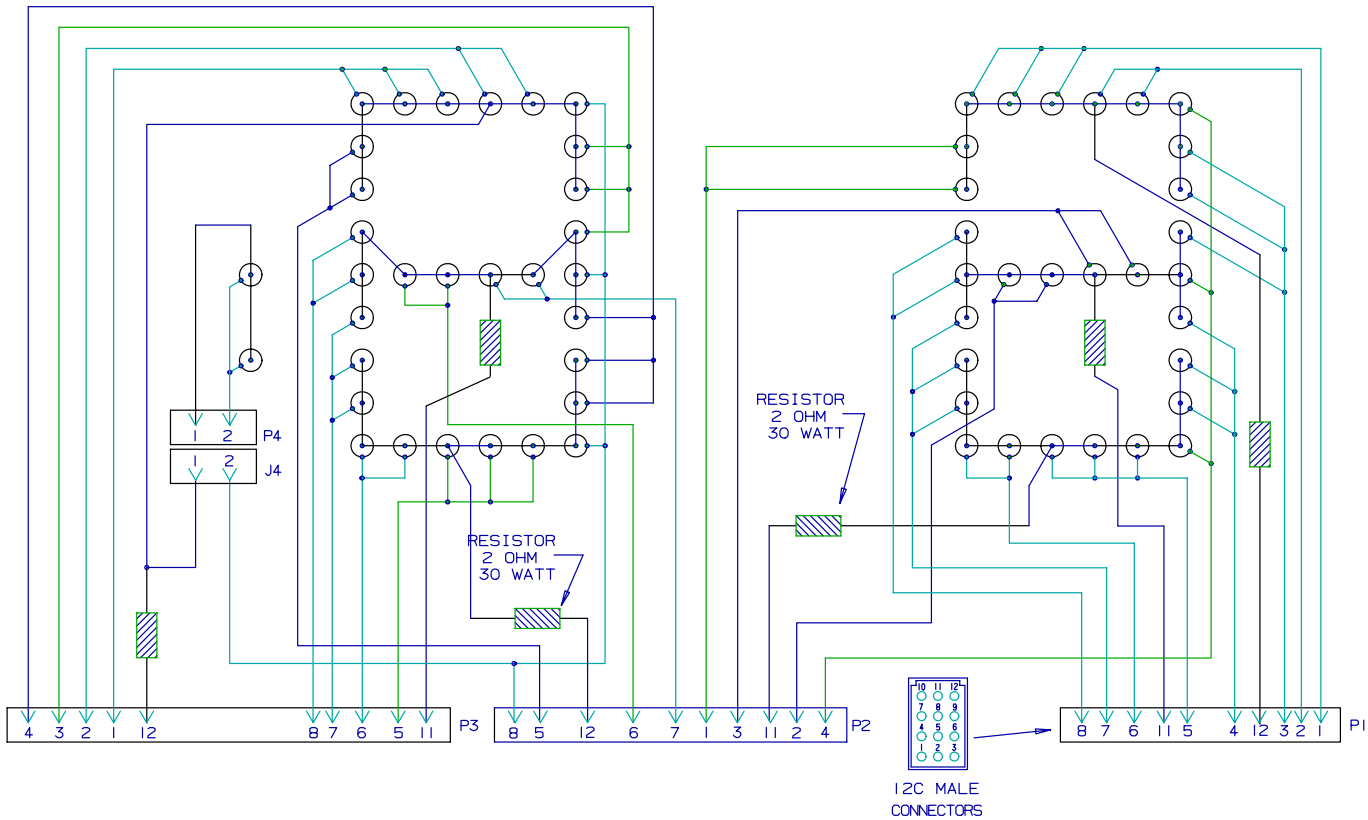 RESISTOR
2 OHM
30 WATT
1 2 P4
1 2 J4
RESISTOR
2 OHM
30 WATT
10 11 12
7 8 9
4 5 6
1 2 3
4 3 2 1 12 8 7 6 5 11 P3
8 5 12 6 7 1 3 11 2 4 P2
8 7 6 11 5 4 12 3 2 1 P1
12C MALE
CONNECTORS